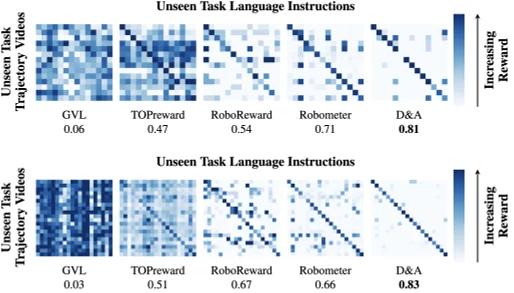 Unseen Task Language Instructions
Unseen Task
Trajectory Videos
GVL TOPreward RoboReward Robometer D&A
0.06 0.47 0.54 0.71 0.81
Increasing
Reward
Unseen Task Language Instructions
Unseen Task
Trajectory Videos
GVL TOPreward RoboReward Robometer D&A
0.03 0.51 0.67 0.66 0.83
Increasing
Reward